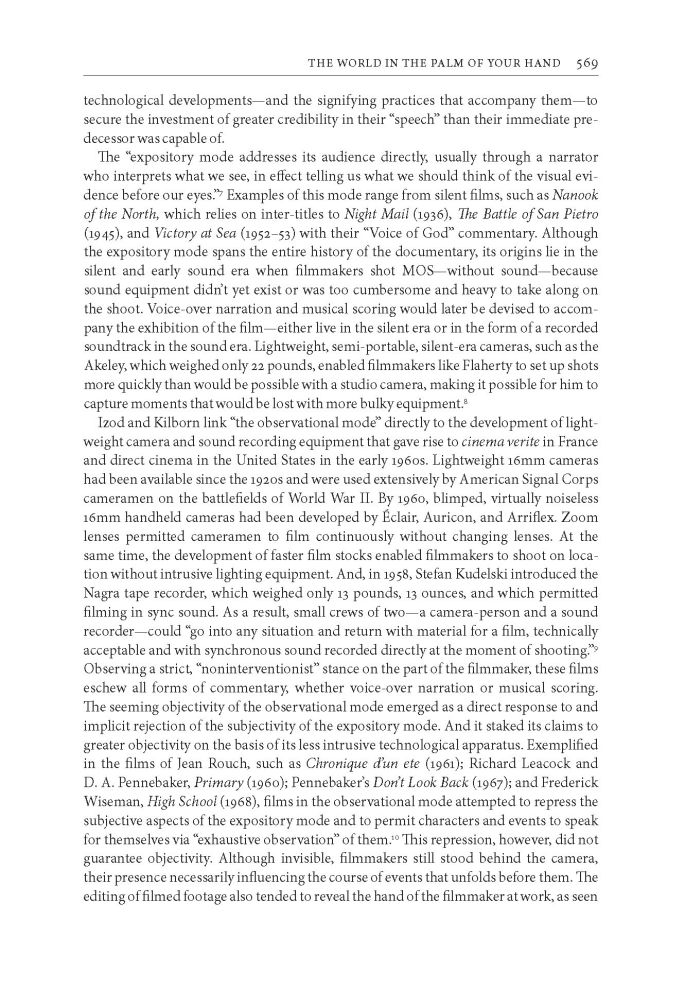 THE WORLD IN THE PALM OF YOUR HAND 569
technological developments—and the signifying practices that accompany them—to
secure the investment of greater credibility in their “speech” than their immediate pre-
decessor was capable of.
The “expository mode addresses its audience directly, usually through a narrator
who interprets what we see, in effect telling us what we should think of the visual evi-
dence before our eyes.”⁷ Examples of this mode range from silent films, such as Nanook
of the North, which relies on inter-titles to Night Mail (1936), The Battle of San Pietro
(1945), and Victory at Sea (1952–53) with their “Voice of God” commentary. Although
the expository mode spans the entire history of the documentary, its origins lie in the
silent and early sound era when filmmakers shot MOS—without sound—because
sound equipment didn’t yet exist or was too cumbersome and heavy to take along on
the shoot. Voice-over narration and musical scoring would later be devised to accom-
pany the exhibition of the film—either live in the silent era or in the form of a recorded
soundtrack in the sound era. Lightweight, semi-portable, silent-era cameras, such as the
Akeley, which weighed only 22 pounds, enabled filmmakers like Flaherty to set up shots
more quickly than would be possible with a studio camera, making it possible for him to
capture moments that would be lost with more bulky equipment.⁸
Izod and Kilborn link “the observational mode” directly to the development of light-
weight camera and sound recording equipment that gave rise to cinema verite in France
and direct cinema in the United States in the early 1960s. Lightweight 16mm cameras
had been available since the 1920s and were used extensively by American Signal Corps
cameramen on the battlefields of World War II. By 1960, blimped, virtually noiseless
16mm handheld cameras had been developed by Éclair, Auricon, and Arriflex. Zoom
lenses permitted cameramen to film continuously without changing lenses. At the
same time, the development of faster film stocks enabled filmmakers to shoot on loca-
tion without intrusive lighting equipment. And, in 1958, Stefan Kudelski introduced the
Nagra tape recorder, which weighed only 13 pounds, 13 ounces, and which permitted
filming in sync sound. As a result, small crews of two—a camera-person and a sound
recorder—could “go into any situation and return with material for a film, technically
acceptable and with synchronous sound recorded directly at the moment of shooting.”⁹
Observing a strict, “noninterventionist” stance on the part of the filmmaker, these films
eschew all forms of commentary, whether voice-over narration or musical scoring.
The seeming objectivity of the observational mode emerged as a direct response to and
implicit rejection of the subjectivity of the expository mode. And it staked its claims to
greater objectivity on the basis of its less intrusive technological apparatus. Exemplified
in the films of Jean Rouch, such as Chronique d’un ete (1961); Richard Leacock and
D. A. Pennebaker, Primary (1960); Pennebaker’s Don’t Look Back (1967); and Frederick
Wiseman, High School (1968), films in the observational mode attempted to repress the
subjective aspects of the expository mode and to permit characters and events to speak
for themselves via “exhaustive observation” of them.¹⁰ This repression, however, did not
guarantee objectivity. Although invisible, filmmakers still stood behind the camera,
their presence necessarily influencing the course of events that unfolds before them. The
editing of filmed footage also tended to reveal the hand of the filmmaker at work, as seen